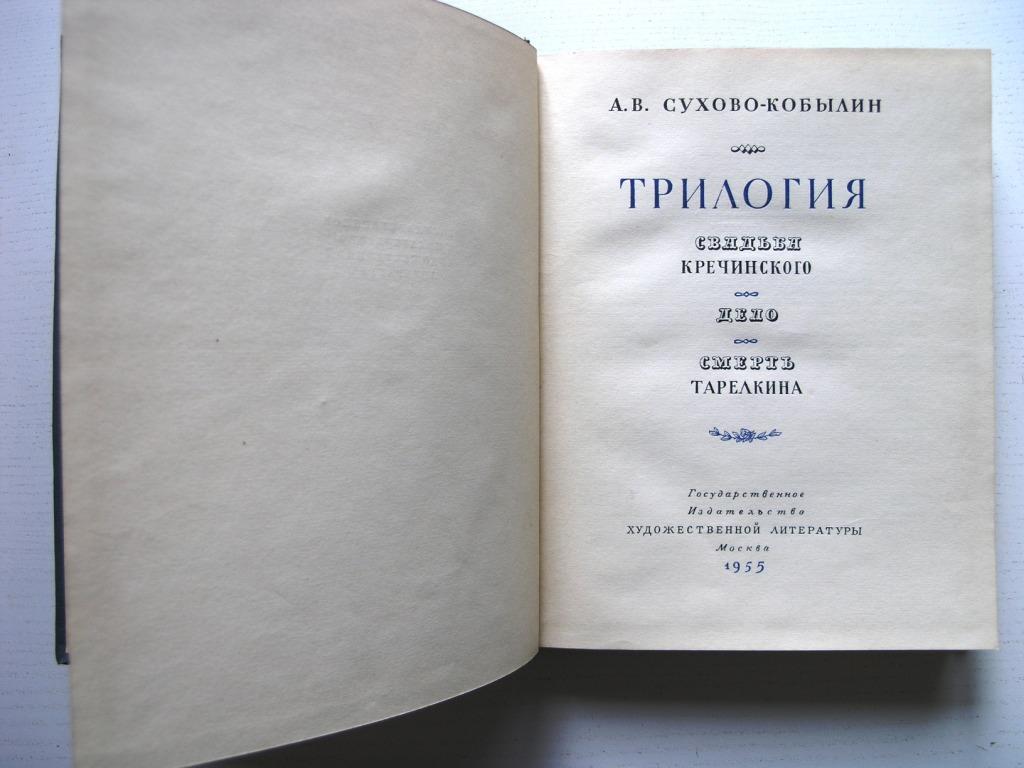 А.В. СУХОВО-КОБЫЛИН
ТРИЛОГИЯ
СВАДЬБА
КРЕЧИНСКОГО
ДЕЛО
СМЕРТЬ
ТАРЕЛКИНА
Государственное
Издательство
ХУДОЖЕСТВЕННОЙ ЛИТЕРАТУРЫ
Москва
1955